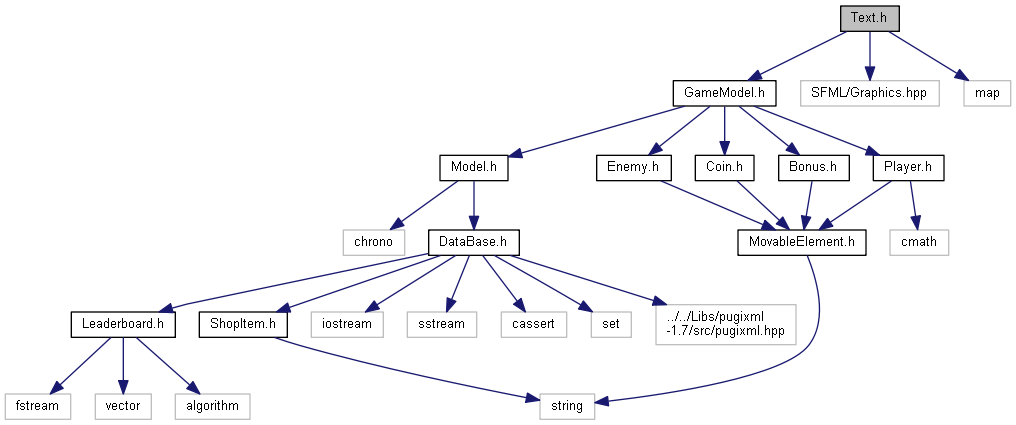 Text.h
GameModel.h
SFML/Graphics.hpp
map
Model.h
Enemy.h
Coin.h
Bonus.h
Player.h
chrono
DataBase.h
MovableElement.h
cmath
Leaderboard.h
ShopItem.h
iostream
sstream
cassert
set
../../Libs/pugixml
-1.7/src/pugixml.hpp
fstream
vector
algorithm
string